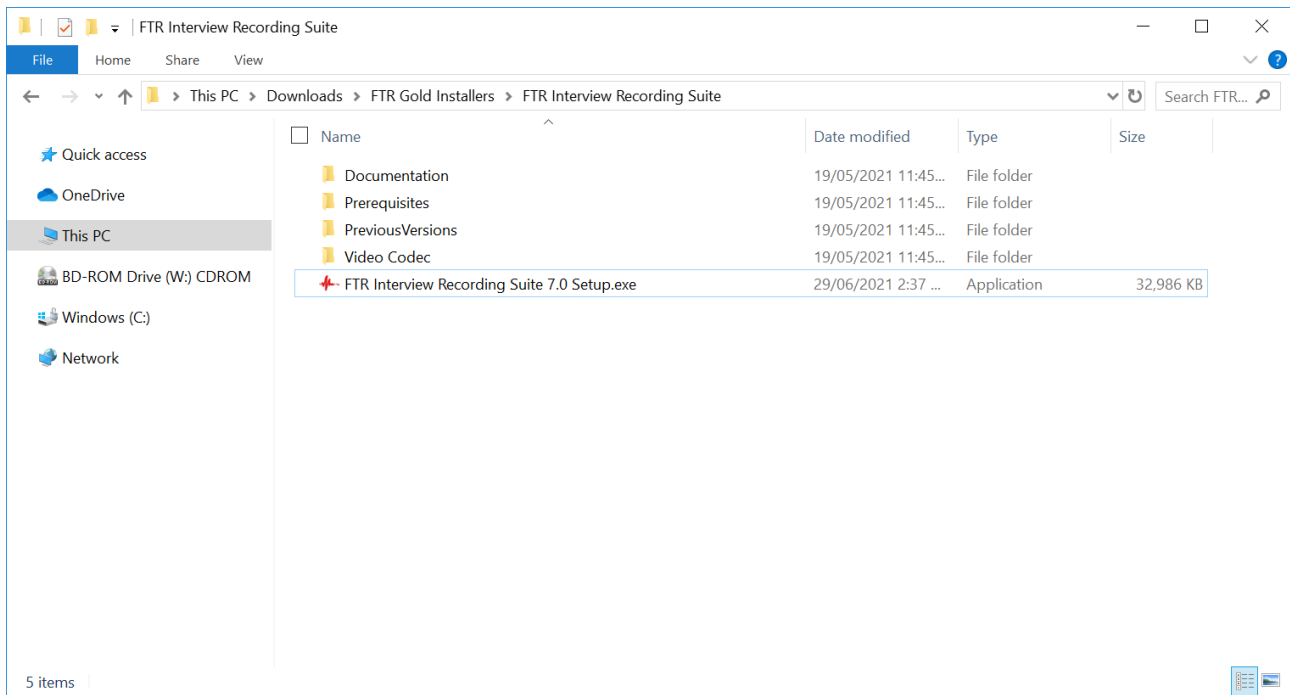 FTR Interview Recording Suite
File Home Share View
This PC > Downloads > FTR Gold Installers > FTR Interview Recording Suite
Search FTR...
Quick access
OneDrive
This PC
BD-ROM Drive (W:) CDROM
Windows (C:)
Network
Name Date modified Type Size
Documentation 19/05/2021 11:45... File folder
Prerequisites 19/05/2021 11:45... File folder
PreviousVersions 19/05/2021 11:45... File folder
Video Codec 19/05/2021 11:45... File folder
FTR Interview Recording Suite 7.0 Setup.exe 29/06/2021 2:37 ... Application 32,986 KB
5 items